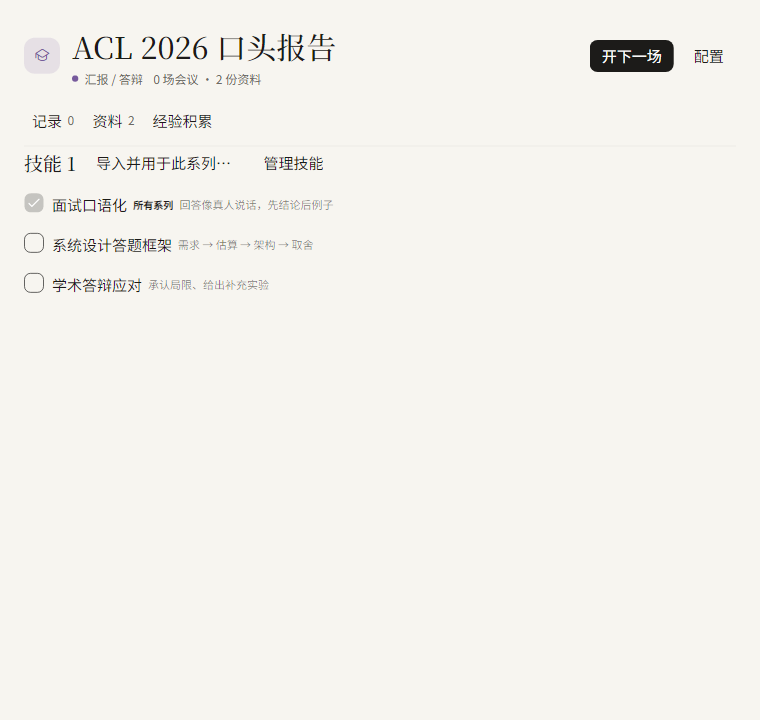 ACL 2026 口头报告
汇报 / 答辩 0 场会议 · 2 份资料
开下一场
配置
记录 0 资料 2 经验积累
技能 1 导入并用于此系列… 管理技能
面试口语化 所有系列 回答像真人说话，先结论后例子
系统设计答题框架 需求 → 估算 → 架构 → 取舍
学术答辩应对 承认局限、给出补充实验